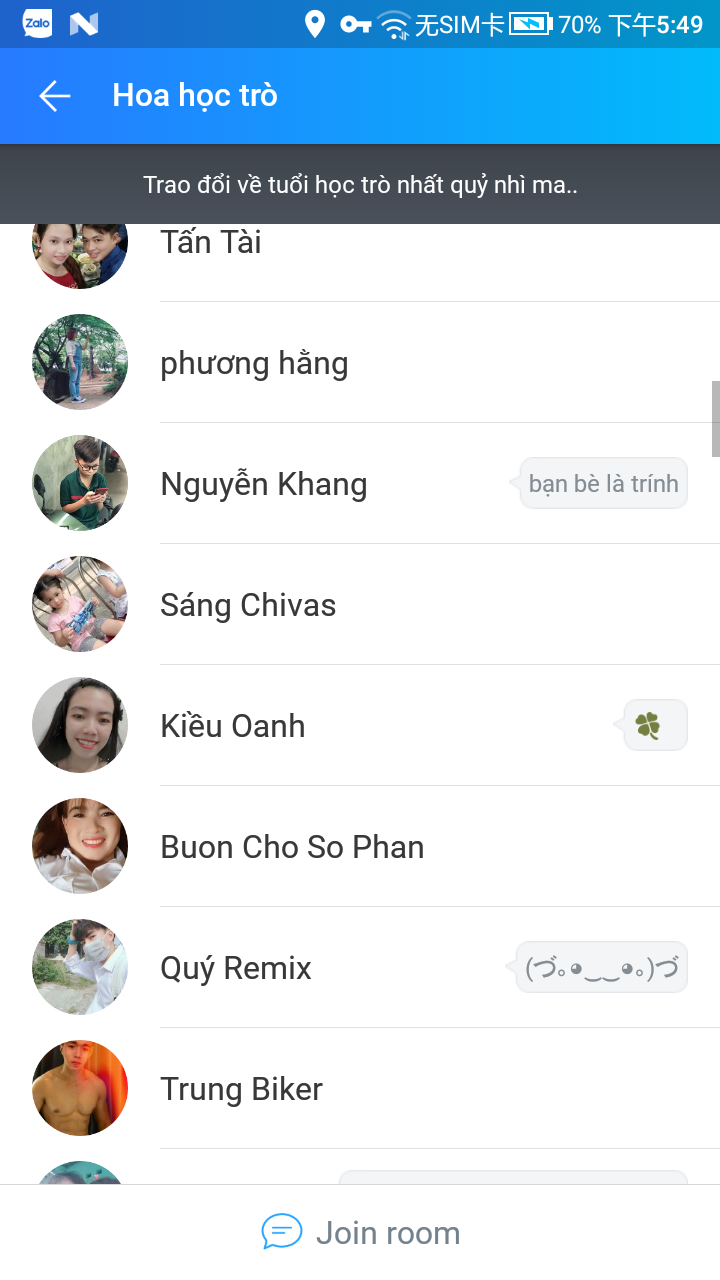 Zalo
无SIM卡 70% 下午5:49
Hoa học trò
Trao đổi về tuổi học trò nhất quỷ nhì ma..
Tấn Tài
phương hằng
Nguyễn Khang
bạn bè là trính
Sáng Chivas
Kiều Oanh
🍀
Buon Cho So Phan
Quý Remix
(づ｡◕‿‿◕｡)づ
Trung Biker
Join room